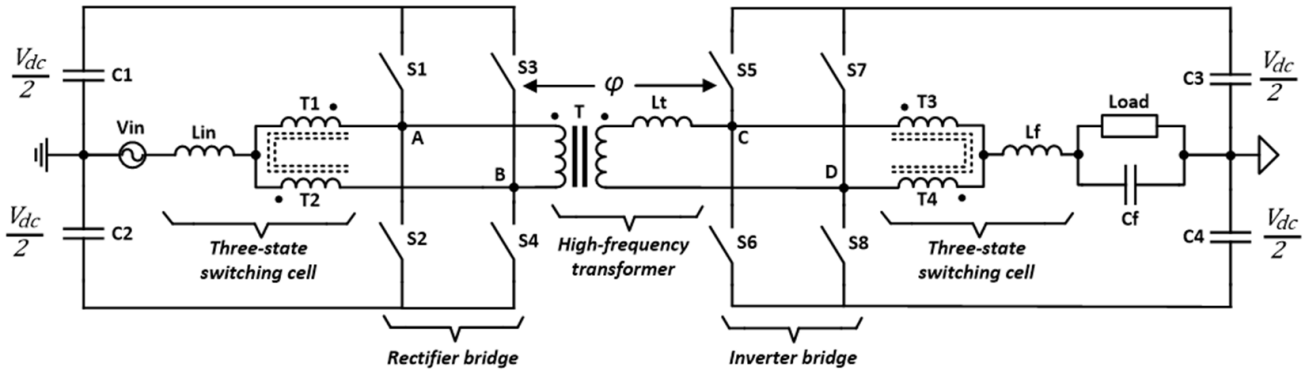 Vdc
2
C1
Vin
Lin
T1
T2
C2
Vdc
2
Three-state
switching cell
S1
S3
A
B
S2
S4
Rectifier bridge
φ
T
Lt
High-frequency
transformer
S5
S7
C
D
S6
S8
Inverter bridge
T3
T4
Lf
Load
Cf
Three-state
switching cell
C3
Vdc
2
C4
Vdc
2